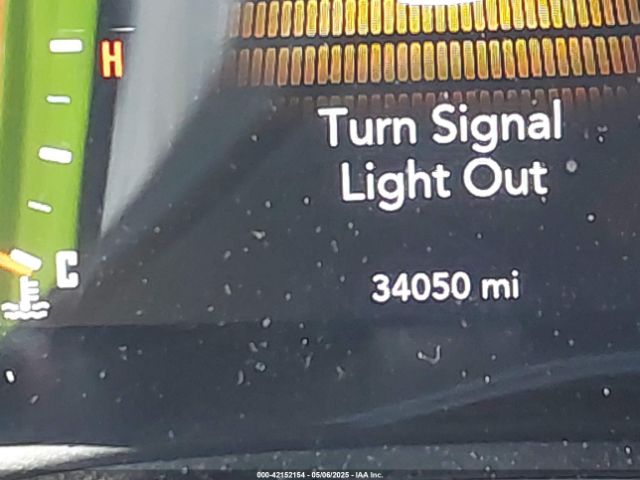 H
Turn Signal
Light Out
C
34050 mi
000-42152154 - 05/06/2025 - IAA Inc.